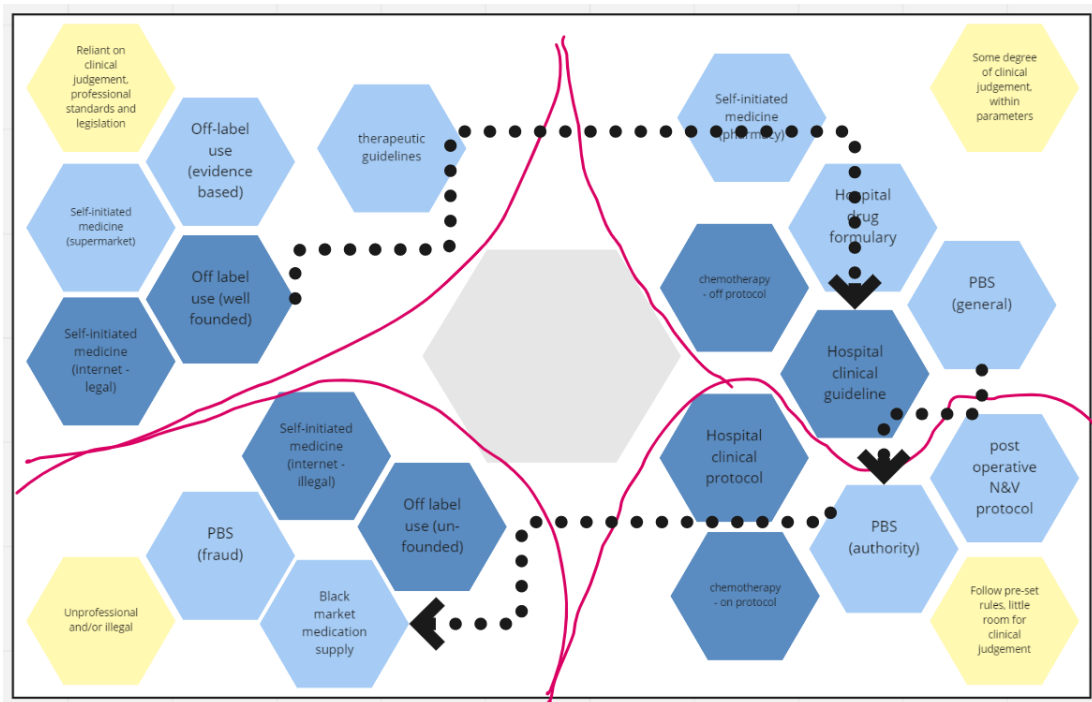 Reliant on
clinical
judgement,
professional
standards and
legislation
Off-label
use
(evidence
based)
therapeutic
guidelines
Self-initiated
medicine
(supermarket)
Off label
use (well
founded)
Self-initiated
medicine
(internet -
legal)
Self-initiated
medicine
(pharmacy)
Some degree
of clinical
judgement,
within
parameters
Hospital
drug
formulary
chemotherapy
- off protocol
PBS
(general)
Hospital
clinical
guideline
Self-initiated
medicine
(internet -
illegal)
Off label
use (un-
founded)
PBS
(fraud)
Black
market
medication
supply
Unprofessional
and/or illegal
Hospital
clinical
protocol
post
operative
N&V
protocol
PBS
(authority)
chemotherapy
- on protocol
Follow pre-set
rules, little
room for
clinical
judgement